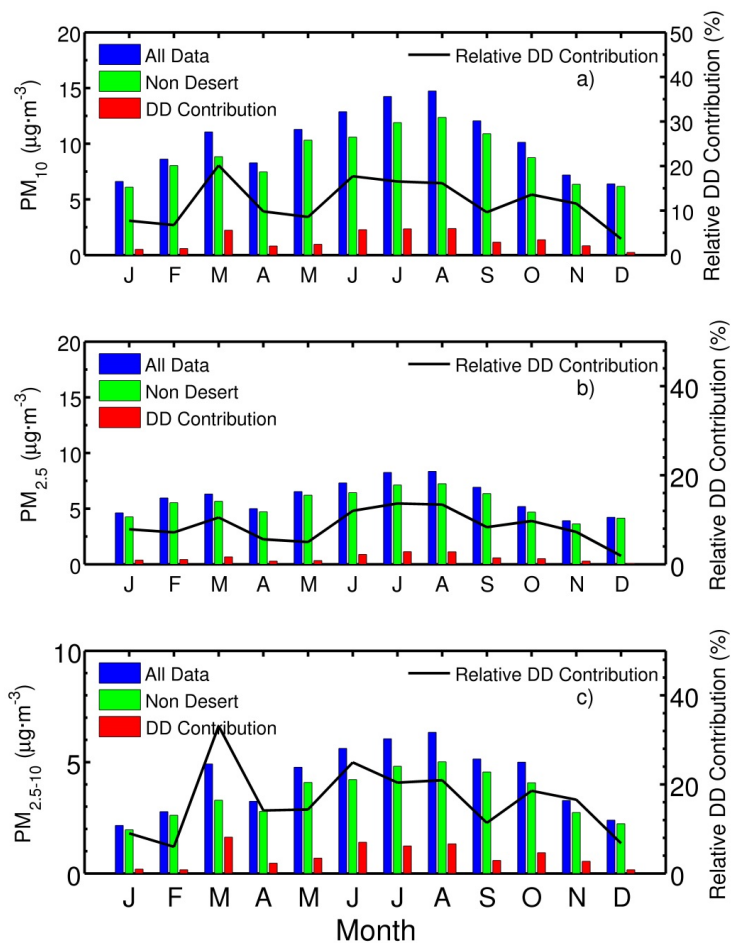 20
15
10
5
0
PM10 (µg·m-3)
All Data
Non Desert
DD Contribution
Relative DD Contribution
a)
50
40
30
20
10
0
Relative DD Contribution (%)
J F M A M J J A S O N D
20
15
10
5
0
PM2.5 (µg·m-3)
All Data
Non Desert
DD Contribution
Relative DD Contribution
b)
40
20
0
Relative DD Contribution (%)
J F M A M J J A S O N D
10
5
0
PM2.5-10 (µg·m-3)
All Data
Non Desert
DD Contribution
Relative DD Contribution
c)
40
20
0
Relative DD Contribution (%)
J F M A M J J A S O N D
Month